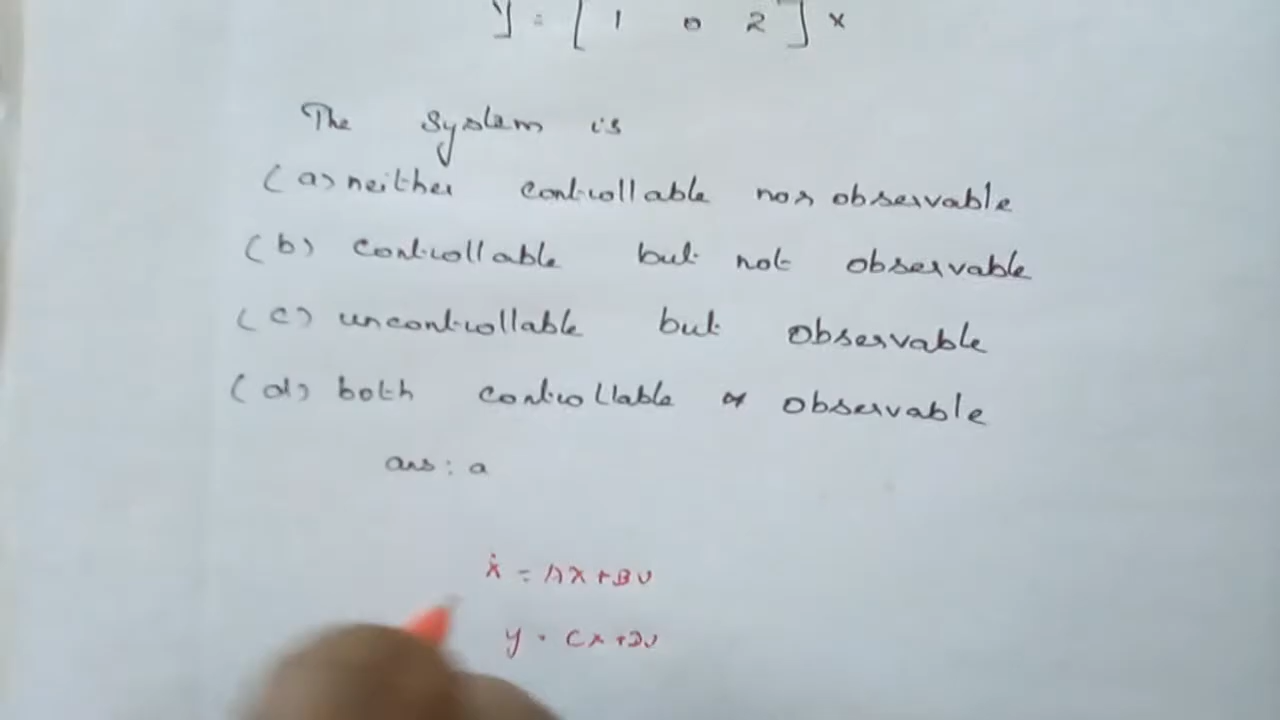 y = [ 1 0 2 ] x
The system is
(a) neither controllable nor observable
(b) controllable but not observable
(c) uncontrollable but observable
(d) both controllable & observable
ans: a
ẋ = AX+BU
y = CX+DU